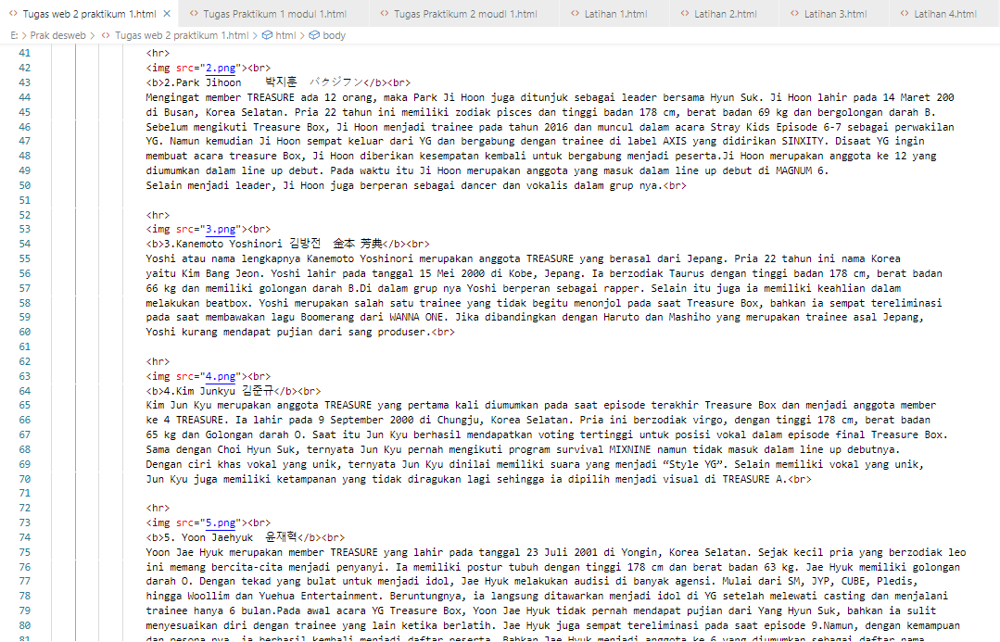 Tugas web 2 praktikum 1.html
Tugas Praktikum 1 modul 1.html
Tugas Praktikum 2 moudl 1.html
Latihan 1.html
Latihan 2.html
Latihan 3.html
Latihan 4.html
E: > Prak desweb > Tugas web 2 praktikum 1.html > html > body
41 <hr>
42 <img src="2.png"><br>
43 <b>2.Park Jihoon 박지훈 パクジフン</b><br>
44 Mengingat member TREASURE ada 12 orang, maka Park Ji Hoon juga ditunjuk sebagai leader bersama Hyun Suk. Ji Hoon lahir pada 14 Maret 200
45 di Busan, Korea Selatan. Pria 22 tahun ini memiliki zodiak pisces dan tinggi badan 178 cm, berat badan 69 kg dan bergolongan darah B.
46 Sebelum mengikuti Treasure Box, Ji Hoon menjadi trainee pada tahun 2016 dan muncul dalam acara Stray Kids Episode 6-7 sebagai perwakilan
47 YG. Namun kemudian Ji Hoon sempat keluar dari YG dan bergabung dengan trainee di label AXIS yang didirikan SINXITY. Disaat YG ingin
48 membuat acara treasure Box, Ji Hoon diberikan kesempatan kembali untuk bergabung menjadi peserta.Ji Hoon merupakan anggota ke 12 yang
49 diumumkan dalam line up debut. Pada waktu itu Ji Hoon merupakan anggota yang masuk dalam line up debut di MAGNUM 6.
50 Selain menjadi leader, Ji Hoon juga berperan sebagai dancer dan vokalis dalam grup nya.<br>
51
52 <hr>
53 <img src="3.png"><br>
54 <b>3.Kanemoto Yoshinori 김방전 金本 芳典</b><br>
55 Yoshi atau nama lengkapnya Kanemoto Yoshinori merupakan anggota TREASURE yang berasal dari Jepang. Pria 22 tahun ini nama Korea
56 yaitu Kim Bang Jeon. Yoshi lahir pada tanggal 15 Mei 2000 di Kobe, Jepang. Ia berzodiak Taurus dengan tinggi badan 178 cm, berat badan
57 66 kg dan memiliki golongan darah B.Di dalam grup nya Yoshi berperan sebagai rapper. Selain itu juga ia memiliki keahlian dalam
58 melakukan beatbox. Yoshi merupakan salah satu trainee yang tidak begitu menonjol pada saat Treasure Box, bahkan ia sempat tereliminasi
59 pada saat membawakan lagu Boomerang dari WANNA ONE. Jika dibandingkan dengan Haruto dan Mashiho yang merupakan trainee asal Jepang,
60 Yoshi kurang mendapat pujian dari sang produser.<br>
61
62 <hr>
63 <img src="4.png"><br>
64 <b>4.Kim Junkyu 김준규</b><br>
65 Kim Jun Kyu merupakan anggota TREASURE yang pertama kali diumumkan pada saat episode terakhir Treasure Box dan menjadi anggota member
66 ke 4 TREASURE. Ia lahir pada 9 September 2000 di Chungju, Korea Selatan. Pria ini berzodiak virgo, dengan tinggi 178 cm, berat badan
67 65 kg dan Golongan darah O. Saat itu Jun Kyu berhasil mendapatkan voting tertinggi untuk posisi vokal dalam episode final Treasure Box.
68 Sama dengan Choi Hyun Suk, ternyata Jun Kyu pernah mengikuti program survival MIXNINE namun tidak masuk dalam line up debutnya.
69 Dengan ciri khas vokal yang unik, ternyata Jun Kyu dinilai memiliki suara yang menjadi “Style YG”. Selain memiliki vokal yang unik,
70 Jun Kyu juga memiliki ketampanan yang tidak diragukan lagi sehingga ia dipilih menjadi visual di TREASURE A.<br>
71
72 <hr>
73 <img src="5.png"><br>
74 <b>5. Yoon Jaehyuk 윤재혁</b><br>
75 Yoon Jae Hyuk merupakan member TREASURE yang lahir pada tanggal 23 Juli 2001 di Yongin, Korea Selatan. Sejak kecil pria yang berzodiak leo
76 ini memang bercita-cita menjadi penyanyi. Ia memiliki postur tubuh dengan tinggi 178 cm dan berat badan 63 kg. Jae Hyuk memiliki golongan
77 darah O. Dengan tekad yang bulat untuk menjadi idol, Jae Hyuk melakukan audisi di banyak agensi. Mulai dari SM, JYP, CUBE, Pledis,
78 hingga Woollim dan Yuehua Entertainment. Beruntungnya, ia langsung ditawarkan menjadi idol di YG setelah melewati casting dan menjalani
79 trainee hanya 6 bulan.Pada awal acara YG Treasure Box, Yoon Jae Hyuk tidak pernah mendapat pujian dari Yang Hyun Suk, bahkan ia sulit
80 menyesuaikan diri dengan trainee yang lain ketika berlatih. Jae Hyuk juga sempat tereliminasi pada saat episode 9.Namun, dengan kemampuan
81 dan pesona nya, ia berhasil kembali menjadi daftar peserta. Bahkan Jae Hyuk menjadi anggota ke 6 yang diumumkan sebagai daftar nama